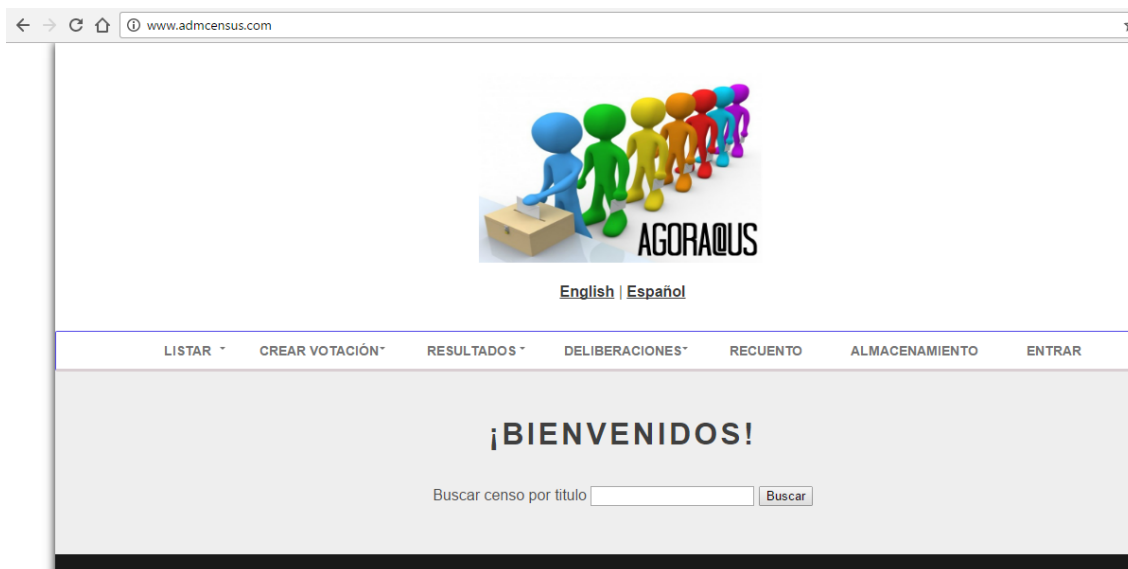 www.admcensus.com
AGORA@US
English | Español
LISTAR CREAR VOTACIÓN RESULTADOS DELIBERACIONES RECUENTO ALMACENAMIENTO ENTRAR
¡BIENVENIDOS!
Buscar censo por titulo Buscar